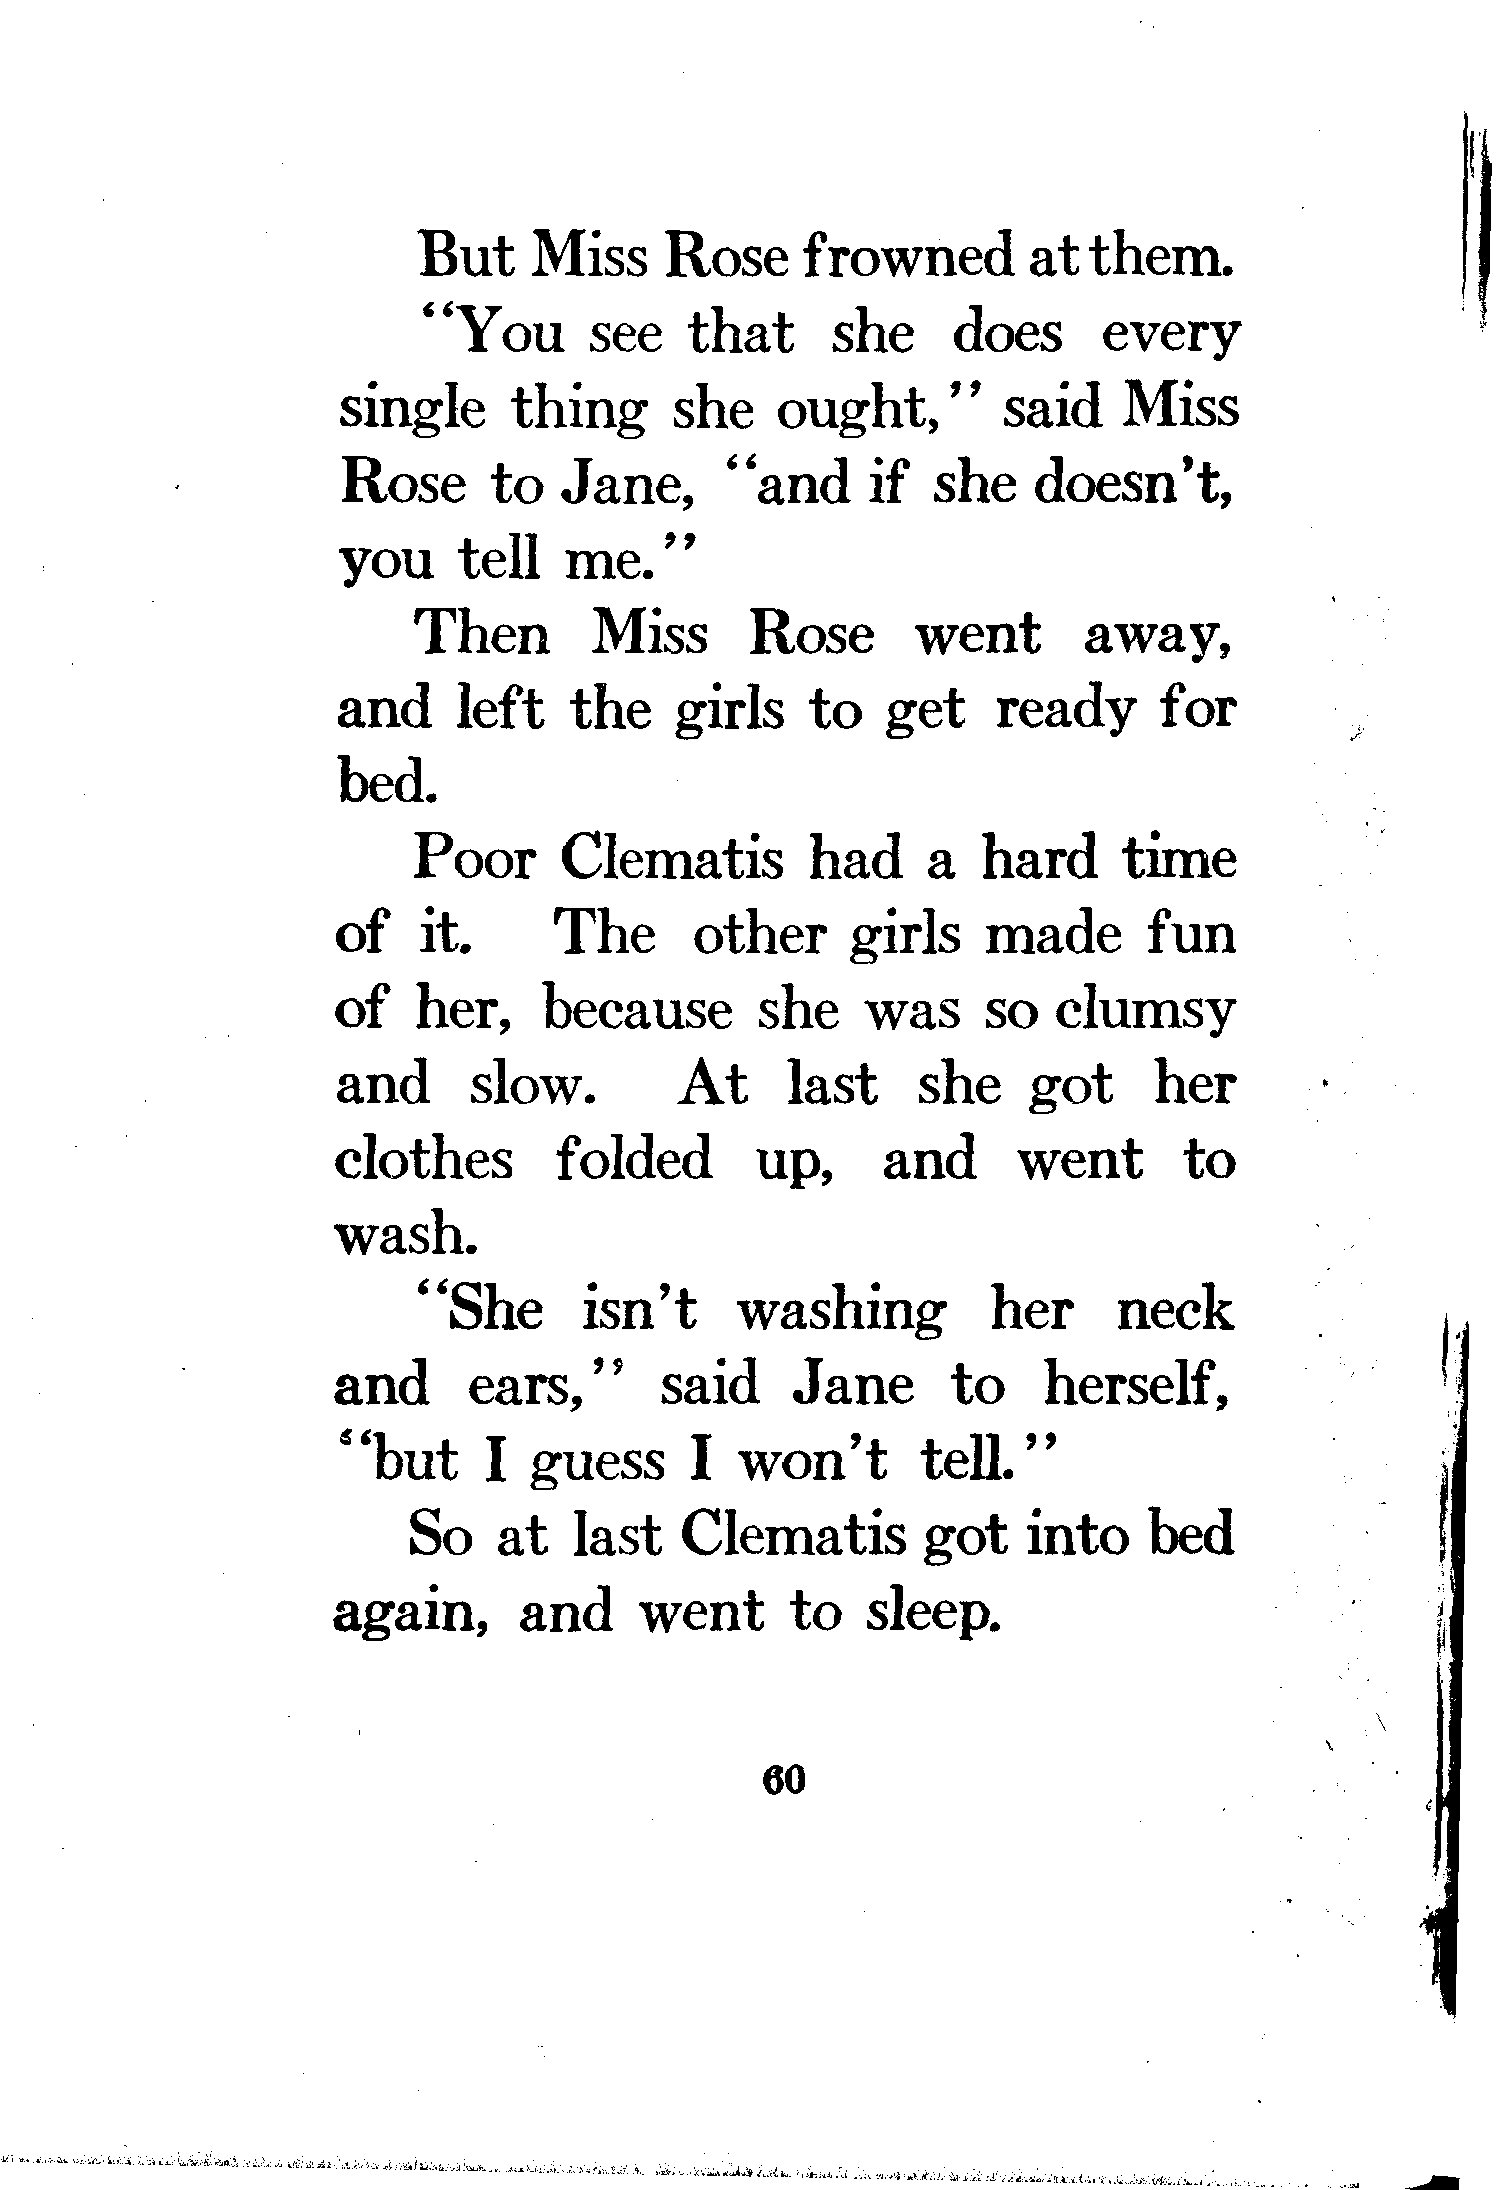 But Miss Rose frowned at them.
“You see that she does every
single thing she ought,” said Miss
Rose to Jane, “and if she doesn’t,
you tell me.”
Then Miss Rose went away,
and left the girls to get ready for
bed.
Poor Clematis had a hard time
of it. The other girls made fun
of her, because she was so clumsy
and slow. At last she got her
clothes folded up, and went to
wash.
“She isn’t washing her neck
and ears,” said Jane to herself,
“but I guess I won’t tell.”
So at last Clematis got into bed
again, and went to sleep.
60